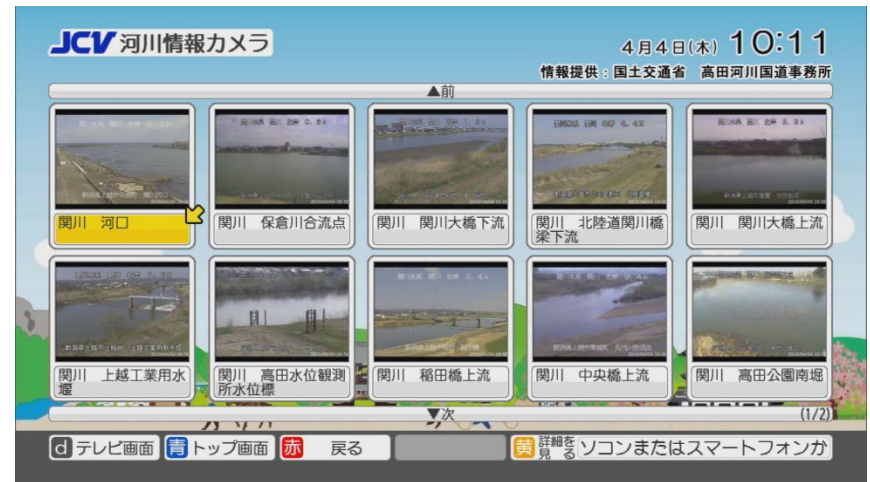 JCV 河川情報カメラ
4月4日(木) 10:11
情報提供:国土交通省 高田河川国道事務所
▲前
関川 河口
関川 保倉川合流点
関川 関川大橋下流
関川 北陸道関川橋
梁下流
関川 関川大橋上流
関川 上越工業用水
堰
関川 高田水位観測
所水位標
関川 稲田橋上流
関川 中央橋上流
関川 高田公園南堀
▼次
(1/2)
d テレビ画面 青 トップ画面 赤 戻る
黄 詳細を見る ソコンまたはスマートフォンか